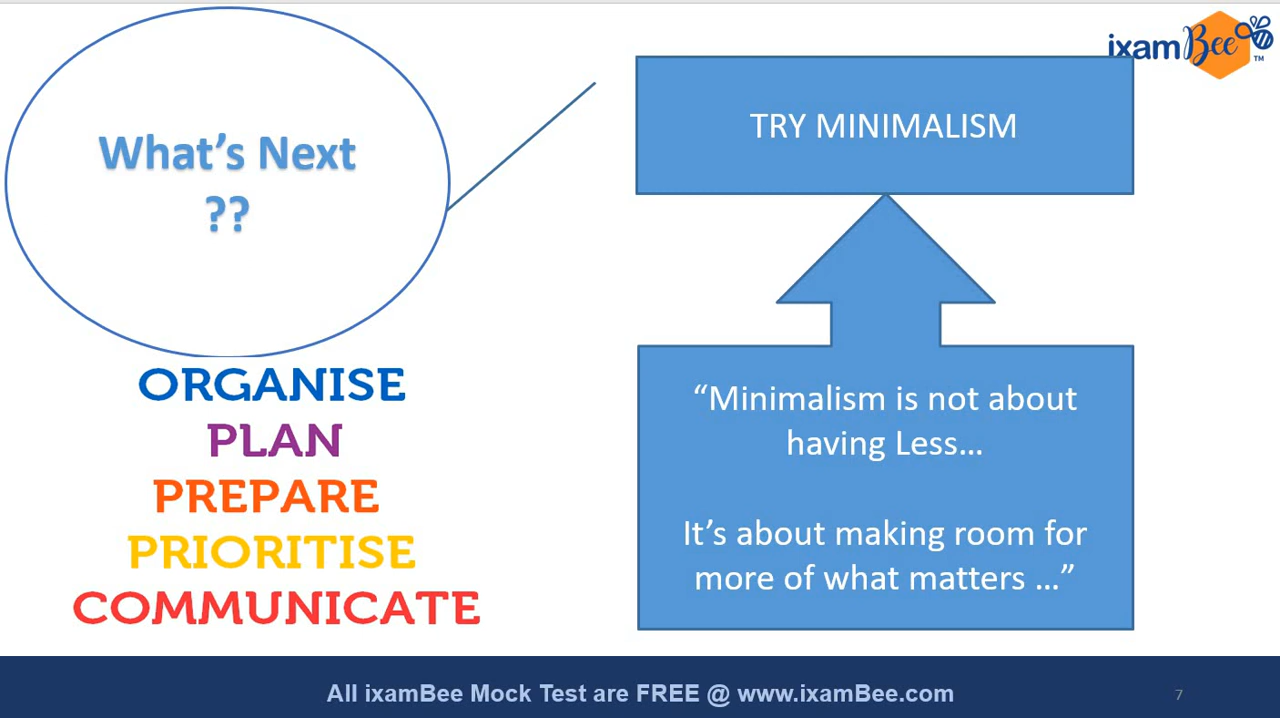 ixamBee™
What’s Next
??
TRY MINIMALISM
ORGANISE
PLAN
PREPARE
PRIORITISE
COMMUNICATE
“Minimalism is not about
having Less…
It’s about making room for
more of what matters …”
All ixamBee Mock Test are FREE @ www.ixamBee.com
7